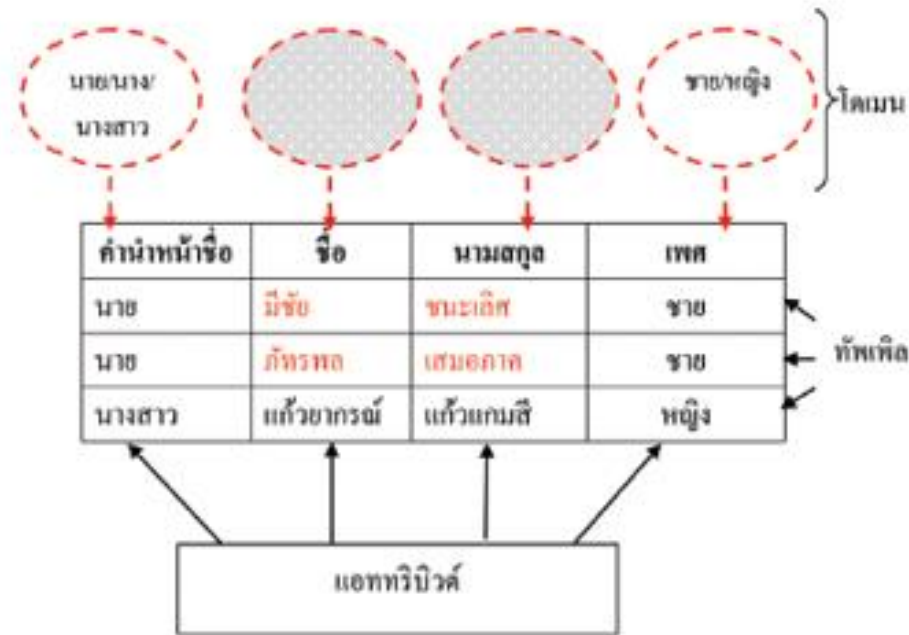 นาย/นาง/
นางสาว
ชาย/หญิง
โดเมน
คำนำหน้าชื่อ ชื่อ นามสกุล เพศ
นาย มีชัย ชนะเลิศ ชาย
นาย ภัทรพล เสมอภาค ชาย
ทัพเพิล
นางสาว แก้วยากรณ์ แก้วแกมสี หญิง
แอททริบิวต์